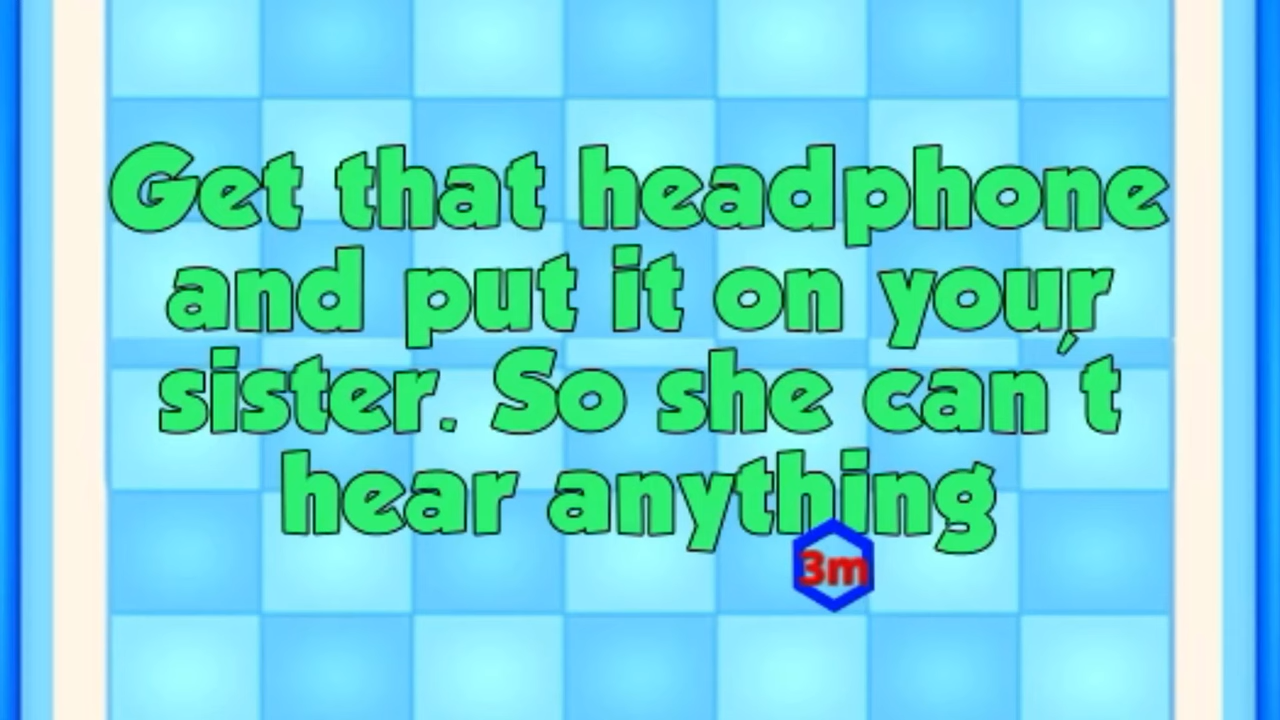 Get that headphone
and put it on your
sister. So she can't
hear anything
3m